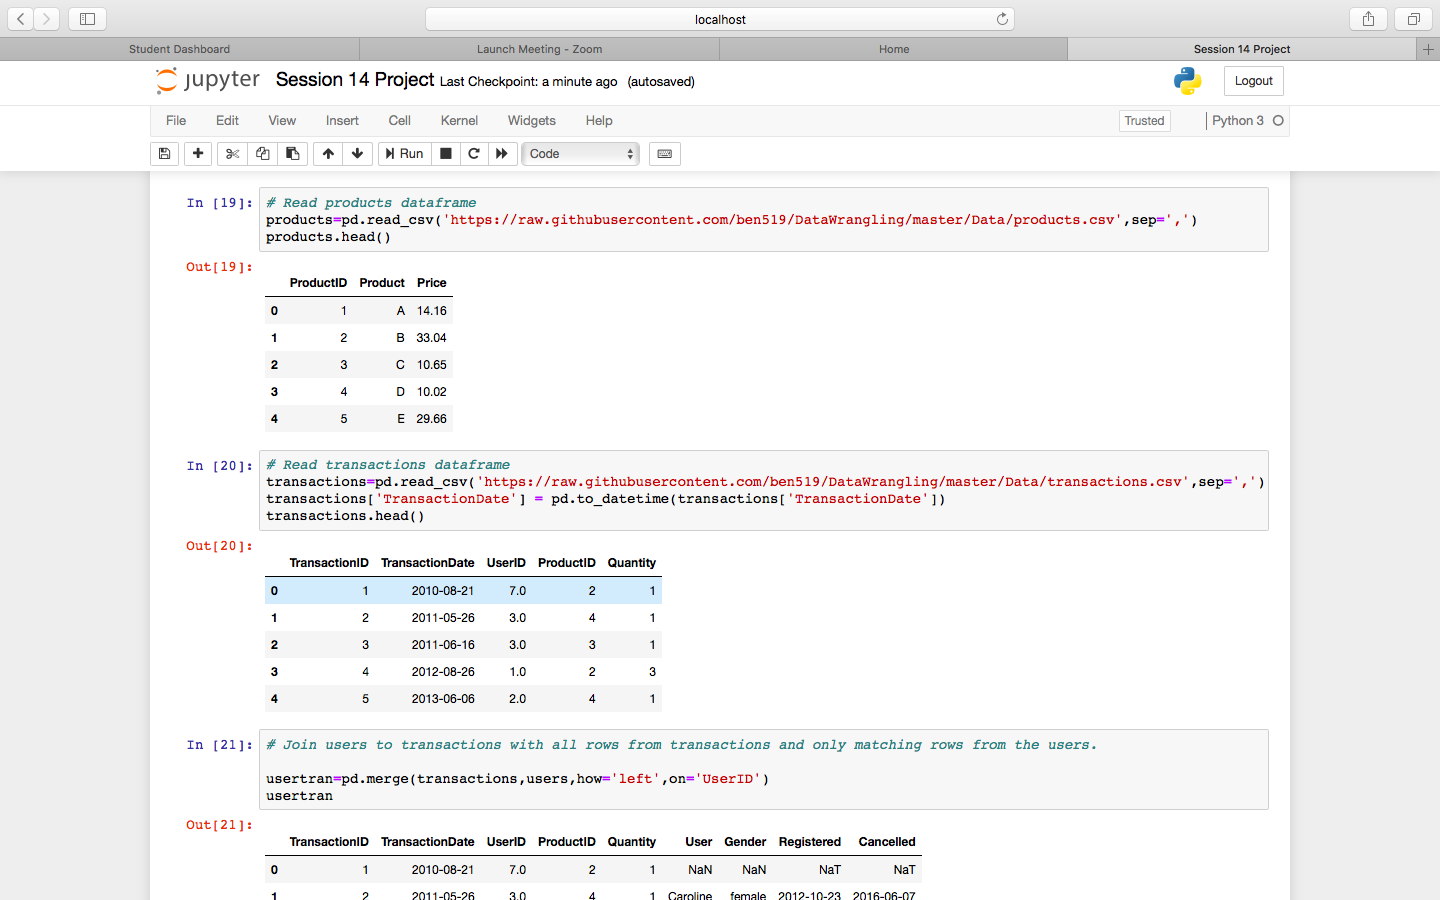 localhost
Student Dashboard
Launch Meeting - Zoom
Home
Session 14 Project
+
jupyter Session 14 Project Last Checkpoint: a minute ago (autosaved)
Logout
File Edit View Insert Cell Kernel Widgets Help
Trusted
Python 3
Run
Code
In [19]:
# Read products dataframe
products=pd.read_csv('https://raw.githubusercontent.com/ben519/DataWrangling/master/Data/products.csv',sep=',')
products.head()
Out[19]:
ProductID Product Price
0 1 A 14.16
1 2 B 33.04
2 3 C 10.65
3 4 D 10.02
4 5 E 29.66
In [20]:
# Read transactions dataframe
transactions=pd.read_csv('https://raw.githubusercontent.com/ben519/DataWrangling/master/Data/transactions.csv',sep=',')
transactions['TransactionDate'] = pd.to_datetime(transactions['TransactionDate'])
transactions.head()
Out[20]:
TransactionID TransactionDate UserID ProductID Quantity
0 1 2010-08-21 7.0 2 1
1 2 2011-05-26 3.0 4 1
2 3 2011-06-16 3.0 3 1
3 4 2012-08-26 1.0 2 3
4 5 2013-06-06 2.0 4 1
In [21]:
# Join users to transactions with all rows from transactions and only matching rows from the users.
usertran=pd.merge(transactions,users,how='left',on='UserID')
usertran
Out[21]:
TransactionID TransactionDate UserID ProductID Quantity User Gender Registered Cancelled
0 1 2010-08-21 7.0 2 1 NaN NaN NaT NaT
1 2 2011-05-26 3.0 4 1 Caroline female 2012-10-23 2016-06-07